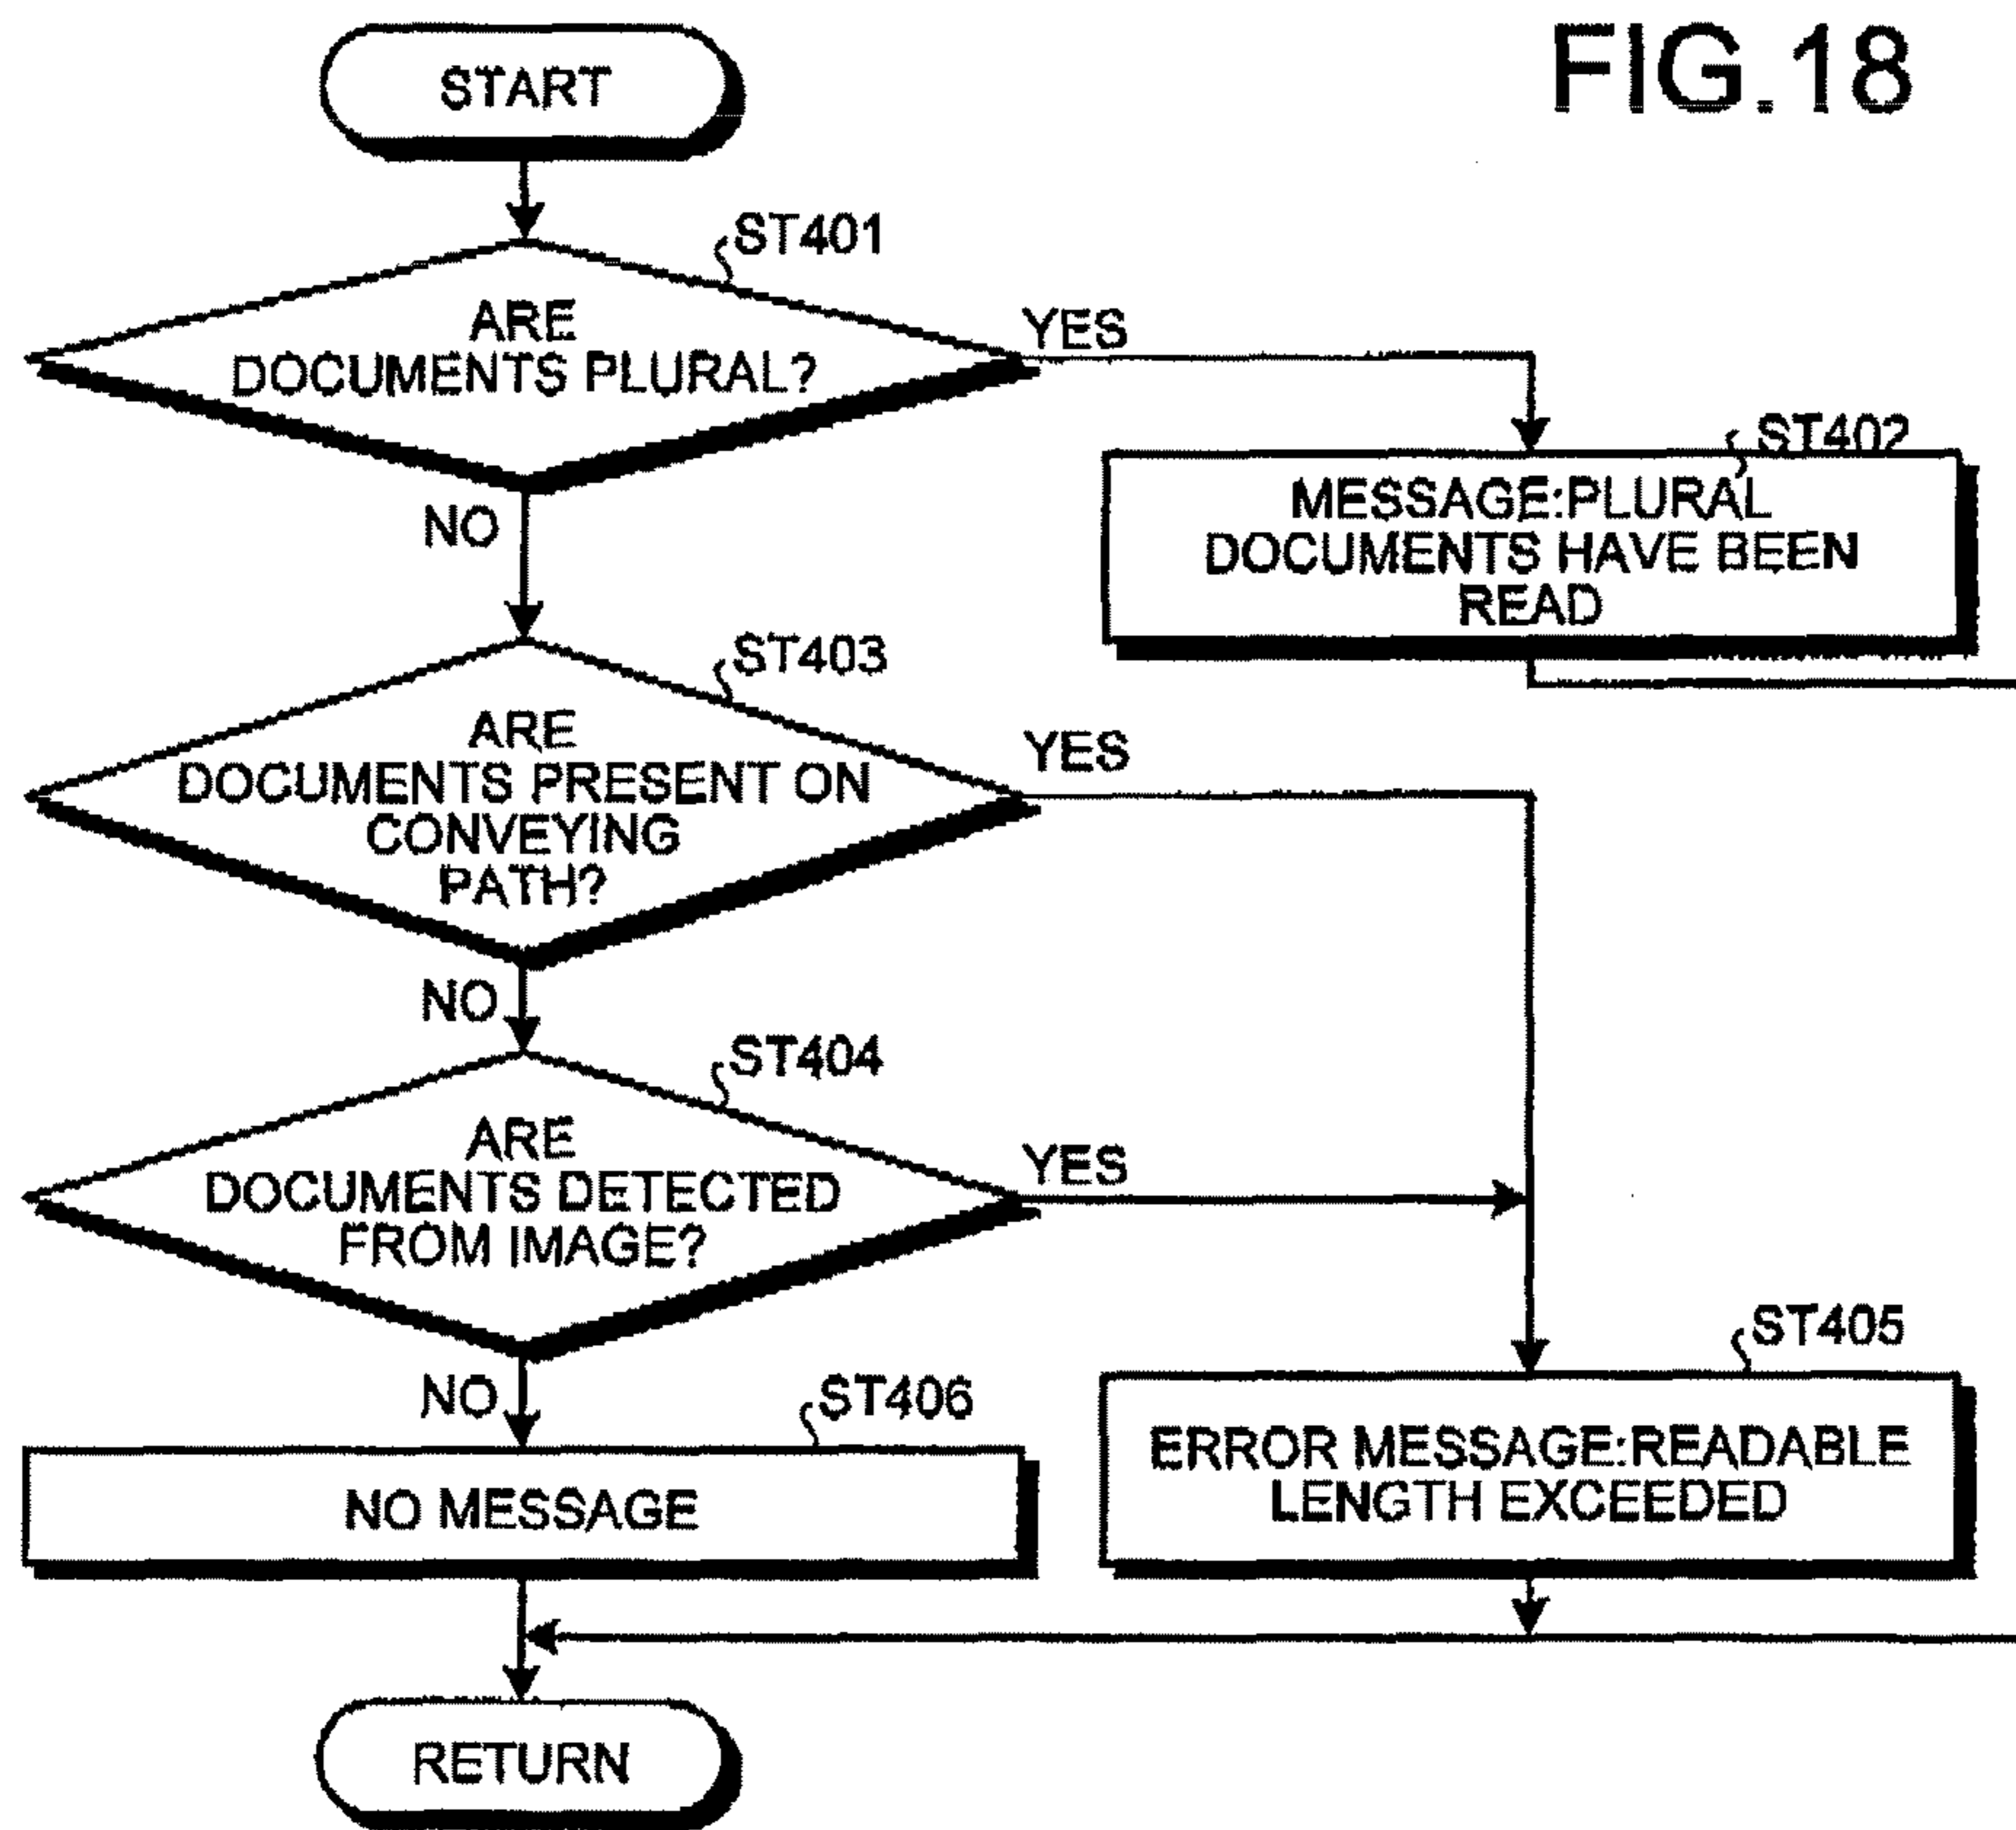 FIG.18
START
ST401
ARE
DOCUMENTS PLURAL?
YES
NO
ST402
MESSAGE:PLURAL
DOCUMENTS HAVE BEEN
READ
ST403
ARE
DOCUMENTS PRESENT ON
CONVEYING
PATH?
YES
NO
ST404
ARE
DOCUMENTS DETECTED
FROM IMAGE?
YES
NO
ST405
ERROR MESSAGE:READABLE
LENGTH EXCEEDED
ST406
NO MESSAGE
RETURN